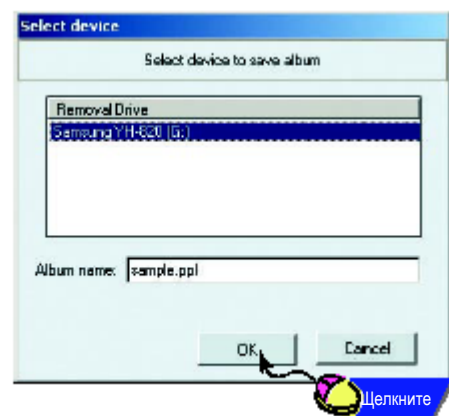 Select device
Select device to save album
Removal Drive
Samsung YH-820 (G:)
Album name: sample.ppl
OK Cancel
Щелкните